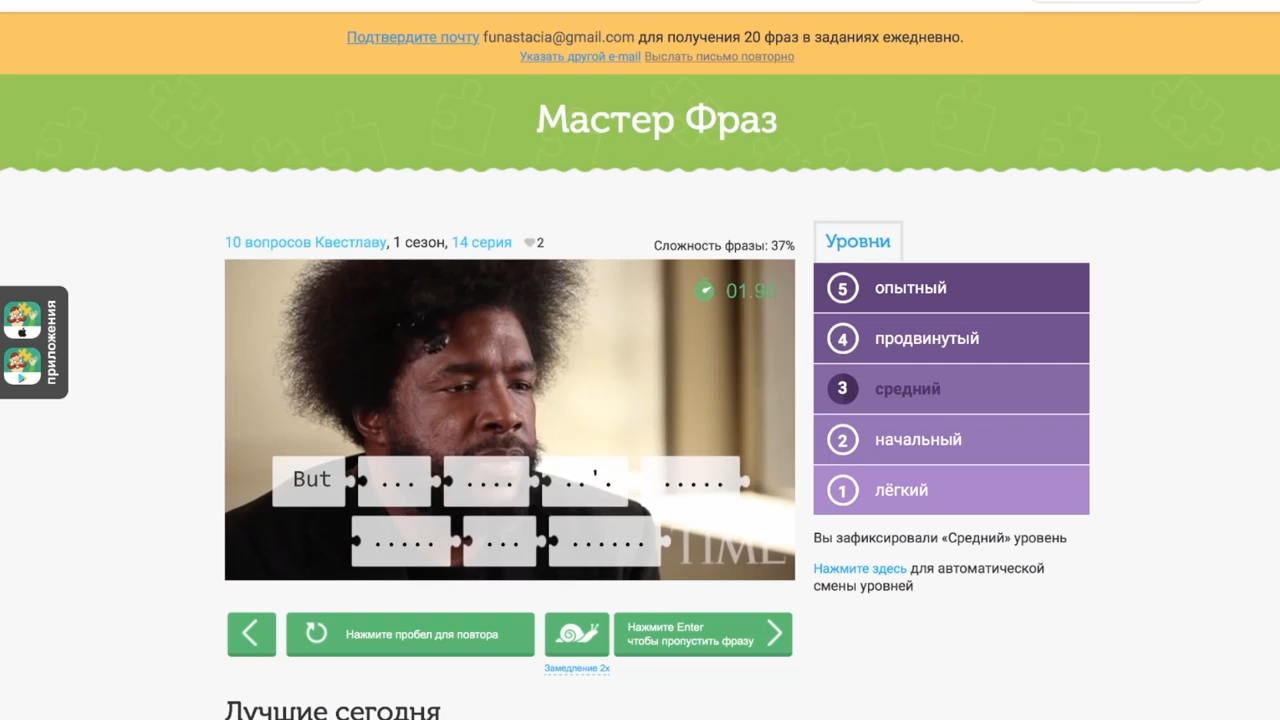 Подтвердите почту funastacia@gmail.com для получения 20 фраз в заданиях ежедневно.
Указать другой e-mail Выслать письмо повторно
Мастер Фраз
10 вопросов Квестлаву, 1 сезон, 14 серия 2
Сложность фразы: 37%
Уровни
01.9
5 опытный
4 продвинутый
3 средний
2 начальный
1 лёгкий
приложения
But ... .... ..'. .....
..... ... ......
TIME
Вы зафиксировали «Средний» уровень
Нажмите здесь для автоматической
смены уровней
Нажмите пробел для повтора
Нажмите Enter
чтобы пропустить фразу
Замедление 2x
Лучшие сегодня